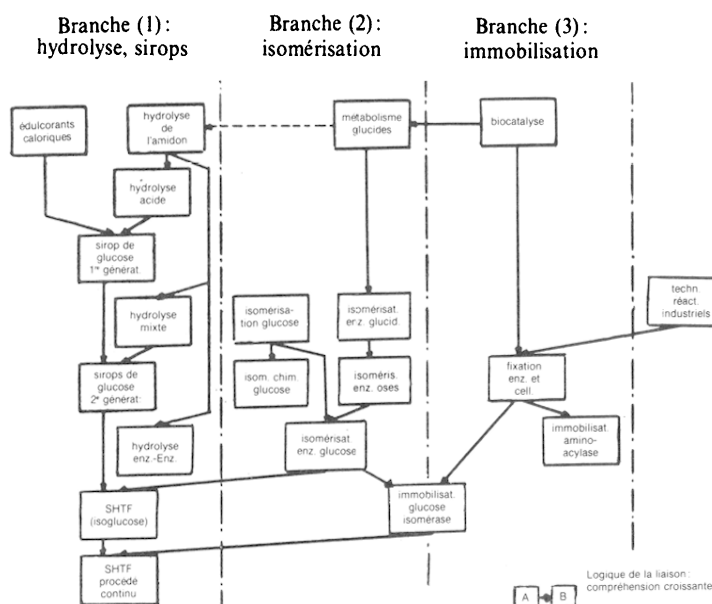 Branche (1) :
hydrolyse, sirops
Branche (2) :
isomérisation
Branche (3) :
immobilisation
édulcorants
caloriques
hydrolyse
de
l'amidon
métabolisme
glucides
biocatalyse
hydrolyse
acide
sirop de
glucose
1re générat.
techn.
réact.
industriels
hydrolyse
mixte
isomérisa-
tion glucose
isomérisat.
enz. glucid.
sirops de
glucose
2e générat.
isom. chim.
glucose
isoméris.
enz. oses
fixation
enz. et
cell.
hydrolyse
enz.-Enz.
isomérisat.
enz. glucose
immobilisat.
amino-
acylase
SHTF
(isoglucose)
immobilisat.
glucose
isomérase
SHTF
procédé
continu
Logique de la liaison :
compréhension croissante
A
B